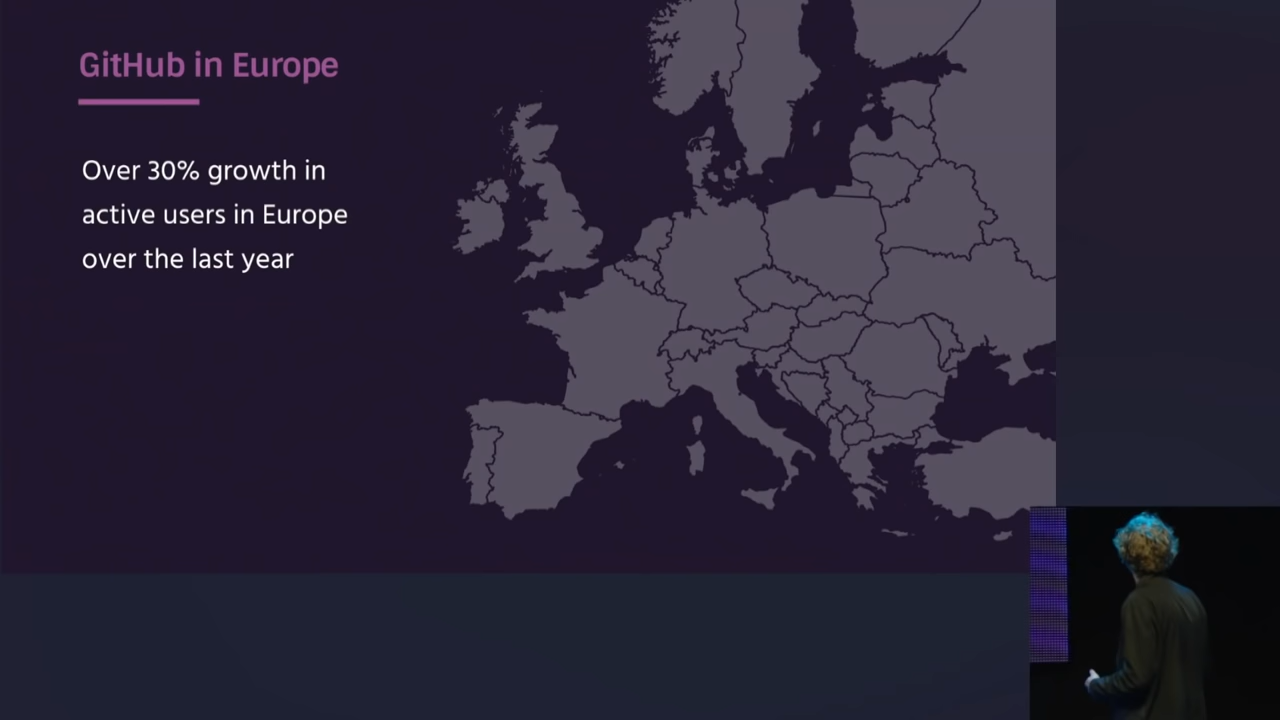 GitHub in Europe
Over 30% growth in
active users in Europe
over the last year